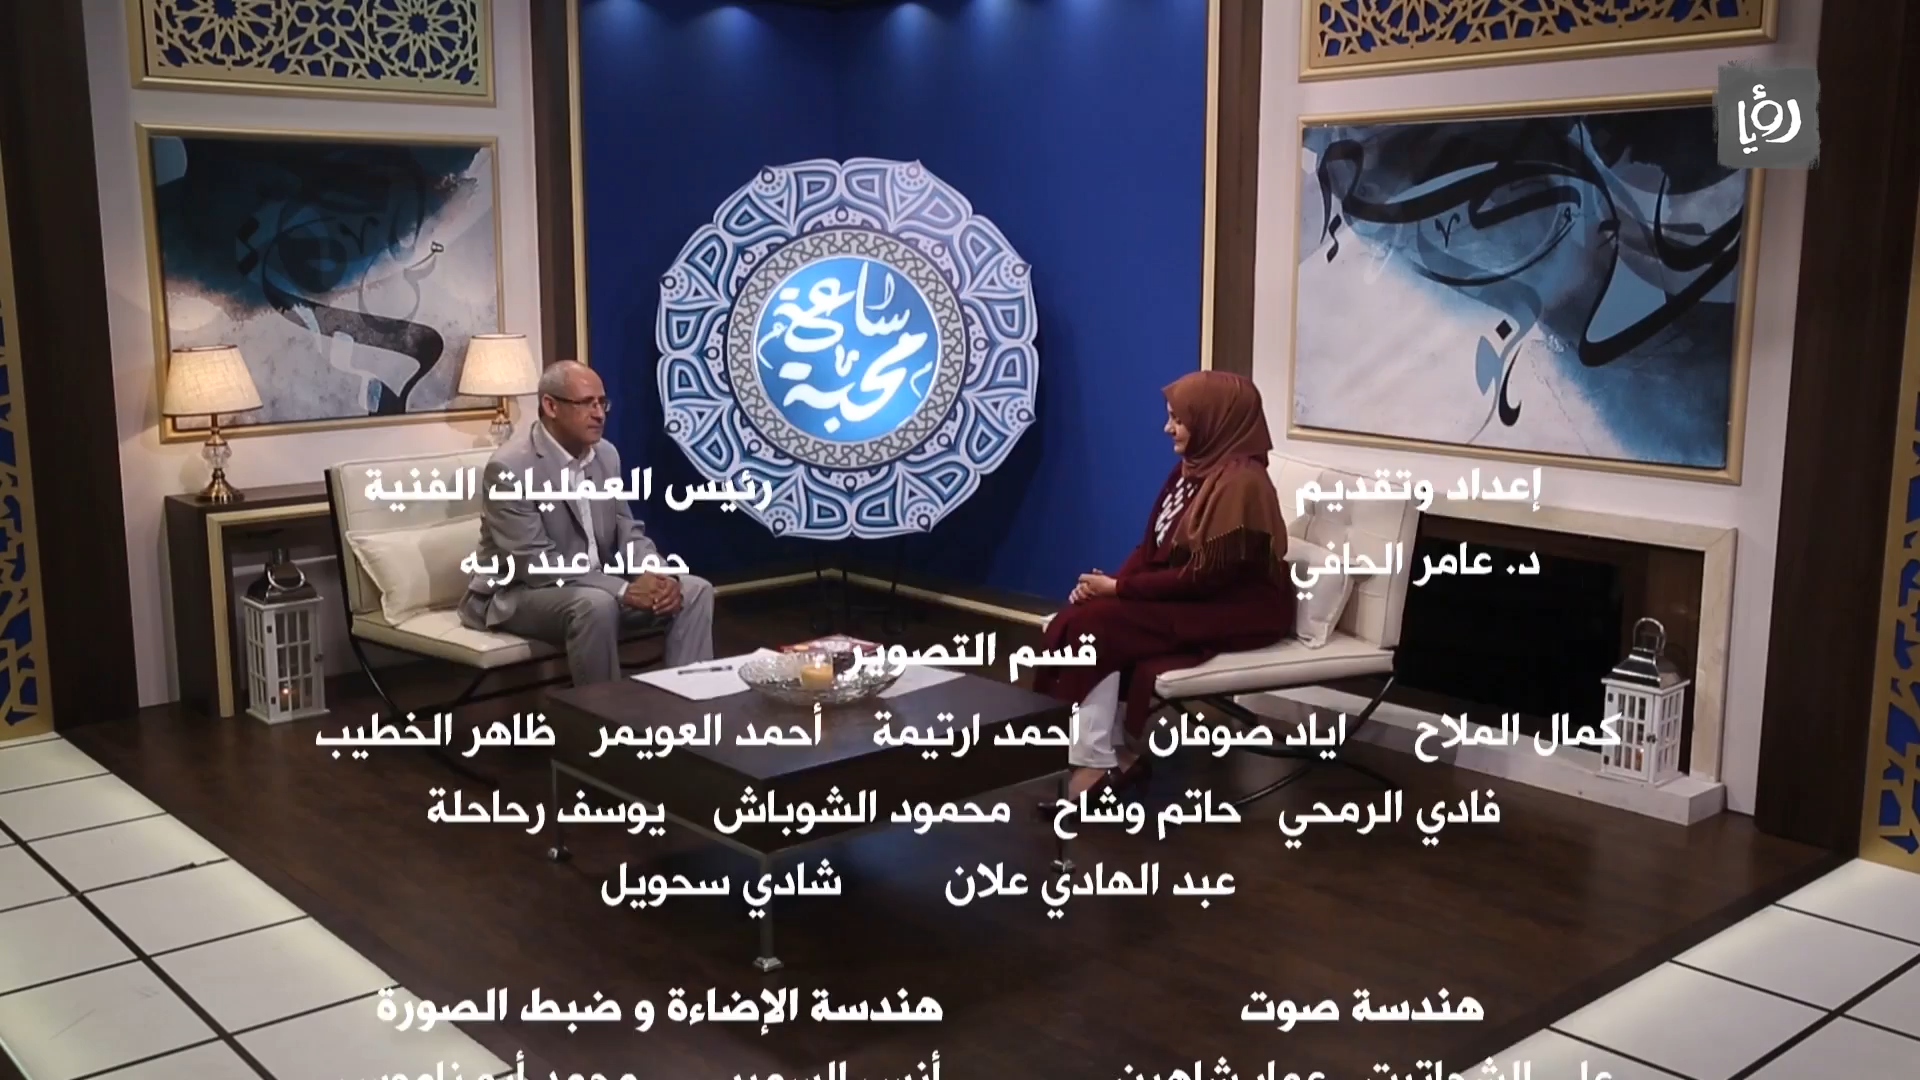 رؤيا
ساعة
محبة
إعداد وتقديم    رئيس العمليات الفنية
د. عامر الحافي    حماد عبد ربه
قسم التصوير
كمال الملاح    اياد صوفان    أحمد ارتيمة    أحمد العويمر    ظاهر الخطيب
فادي الرمحي    حاتم وشاح    محمود الشوباش    يوسف رحاحلة
عبد الهادي علان    شادي سحويل
هندسة صوت    هندسة الإضاءة و ضبط الصورة